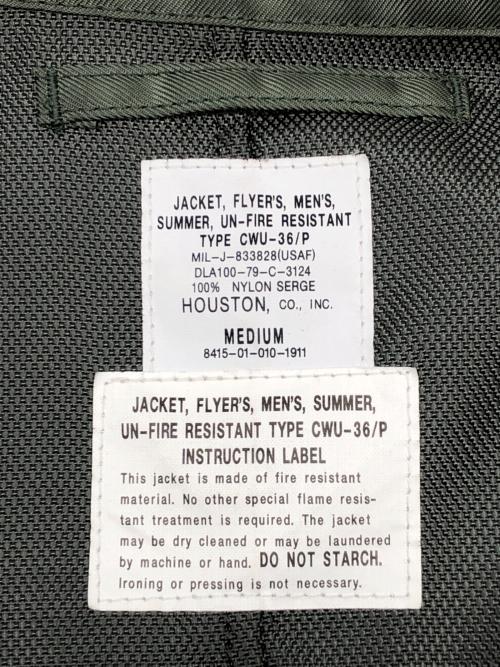 JACKET, FLYER'S, MEN'S,
SUMMER, UN-FIRE RESISTANT
TYPE CWU-36/P
MIL-J-833828(USAF)
DLA100-79-C-3124
100% NYLON SERGE
HOUSTON, CO., INC.
MEDIUM
8415-01-010-1911
JACKET, FLYER'S, MEN'S, SUMMER,
UN-FIRE RESISTANT TYPE CWU-36/P
INSTRUCTION LABEL
This jacket is made of fire resistant
material. No other special flame resis-
tant treatment is required. The jacket
may be dry cleaned or may be laundered
by machine or hand. DO NOT STARCH.
Ironing or pressing is not necessary.